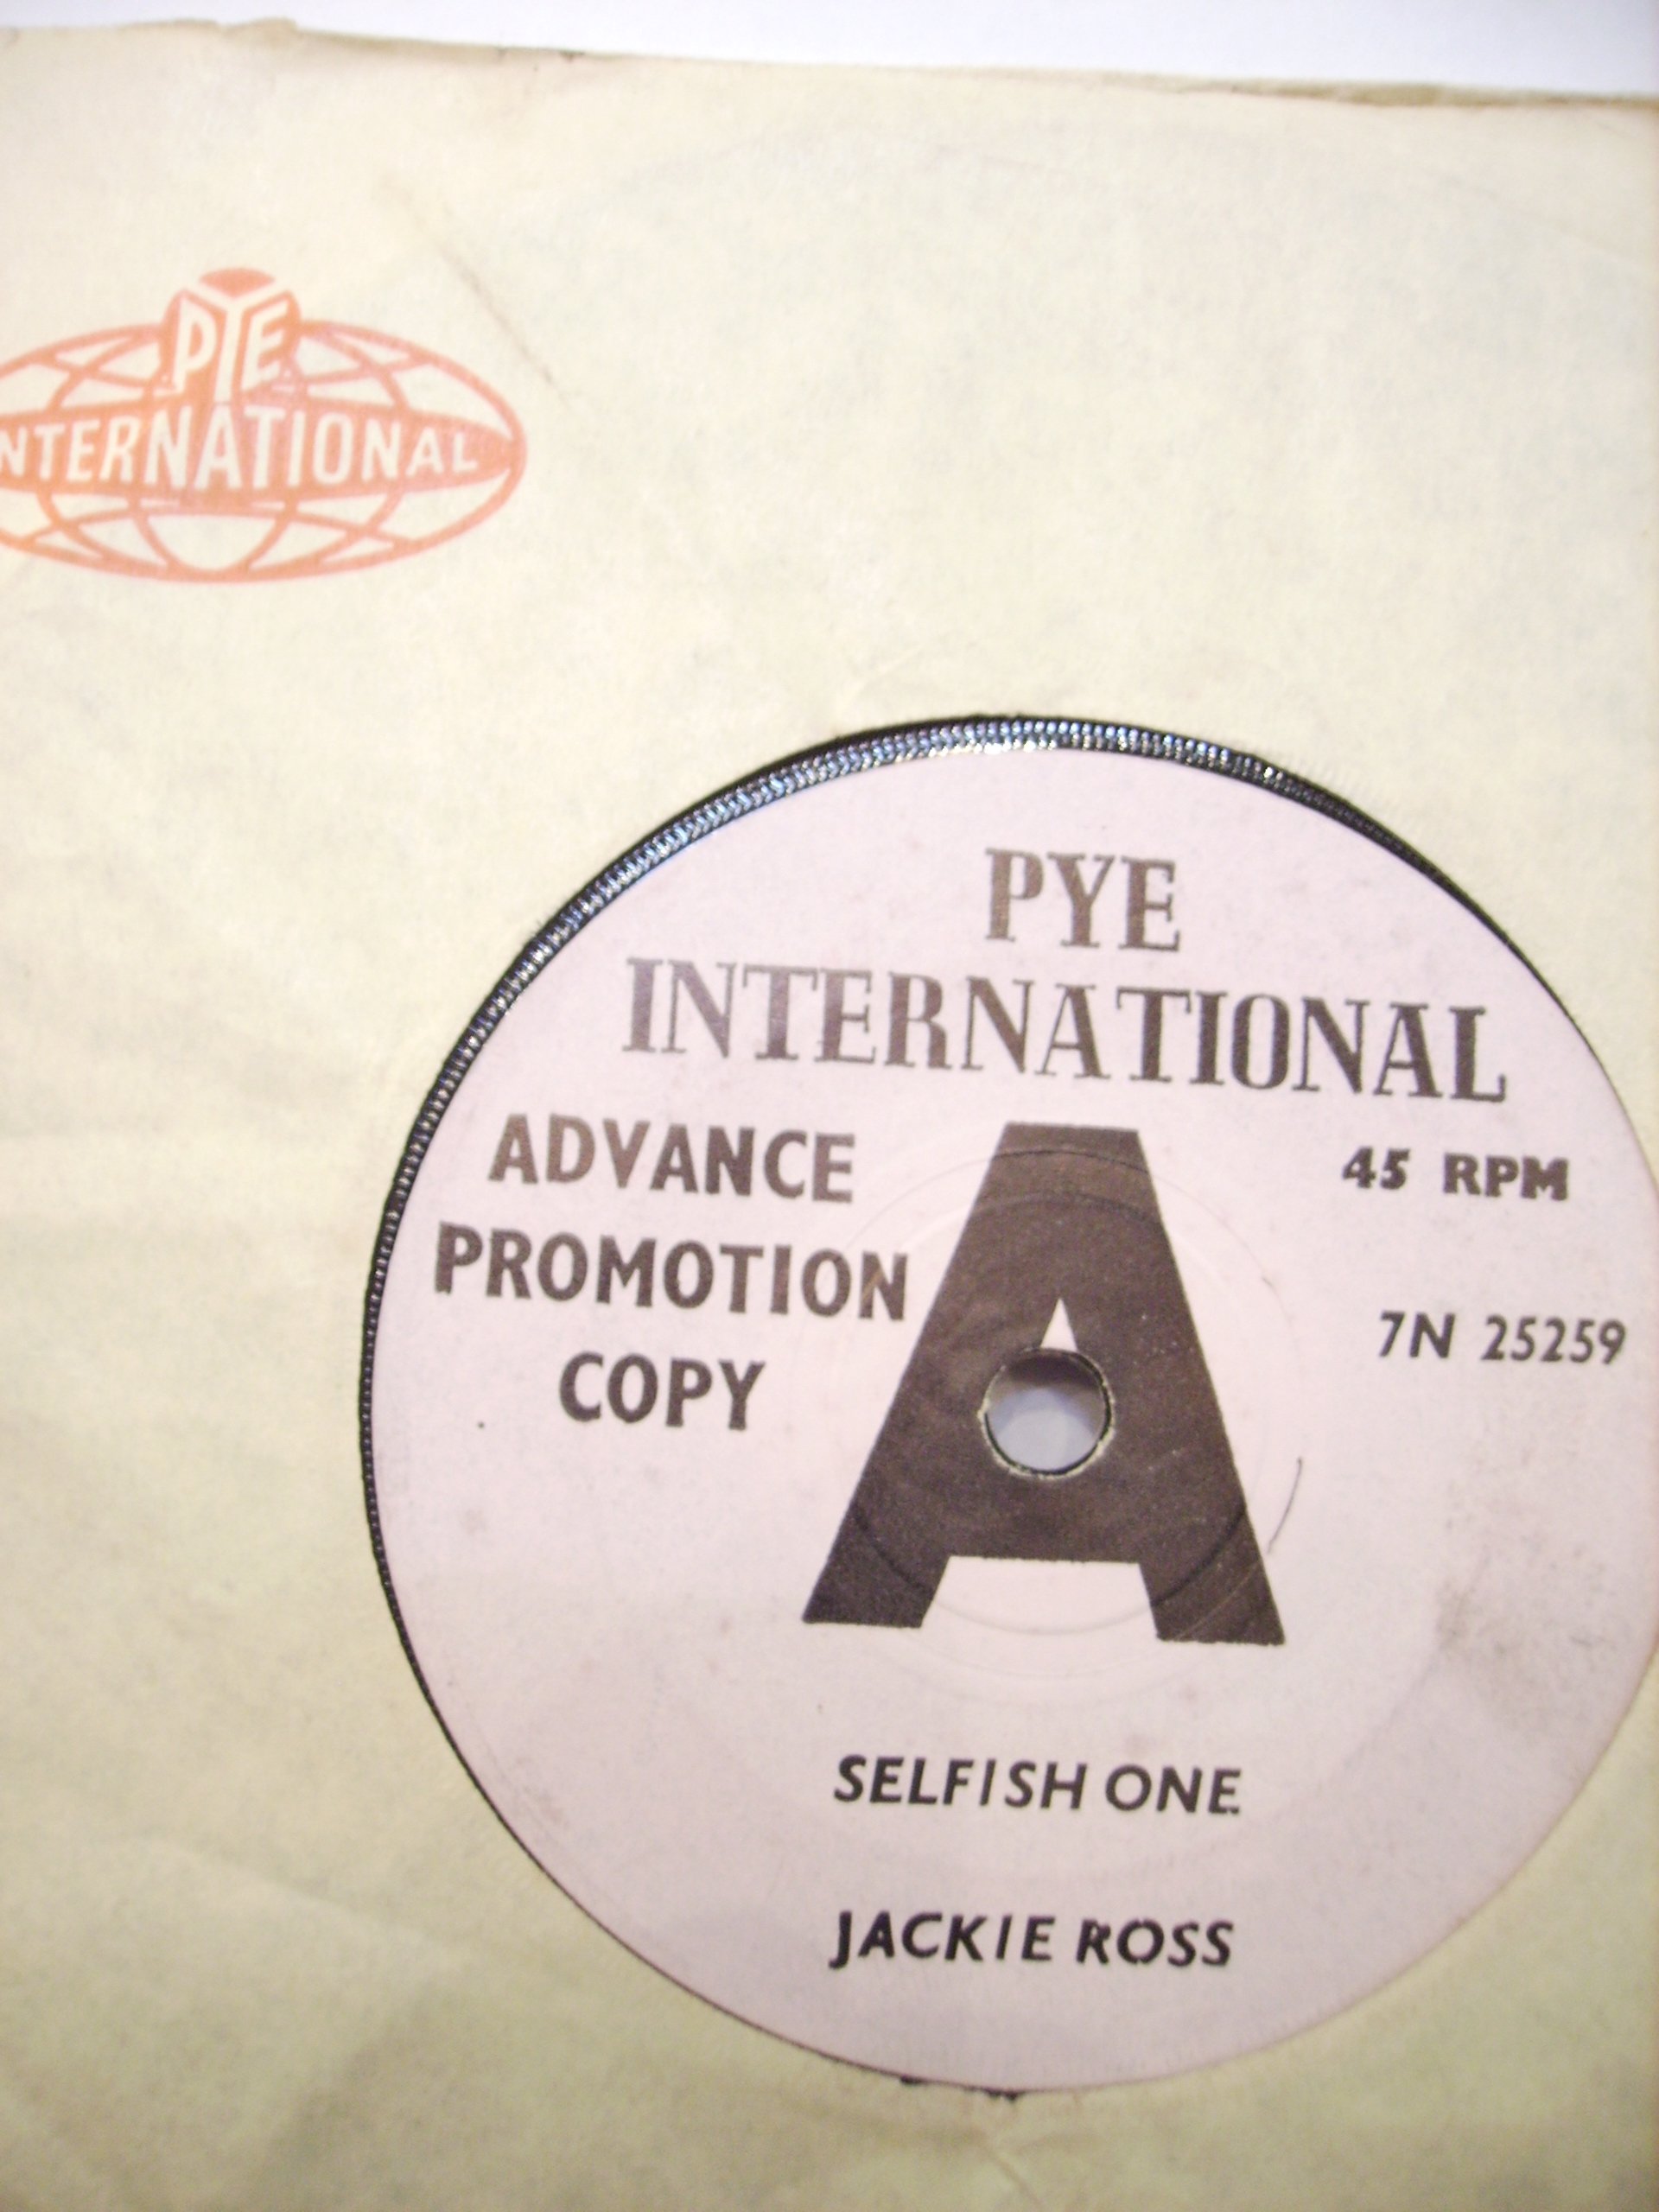 PYE
INTERNATIONAL
PYE
INTERNATIONAL
ADVANCE
PROMOTION
COPY
A
45 RPM
7N 25259
SELFISH ONE
JACKIE ROSS